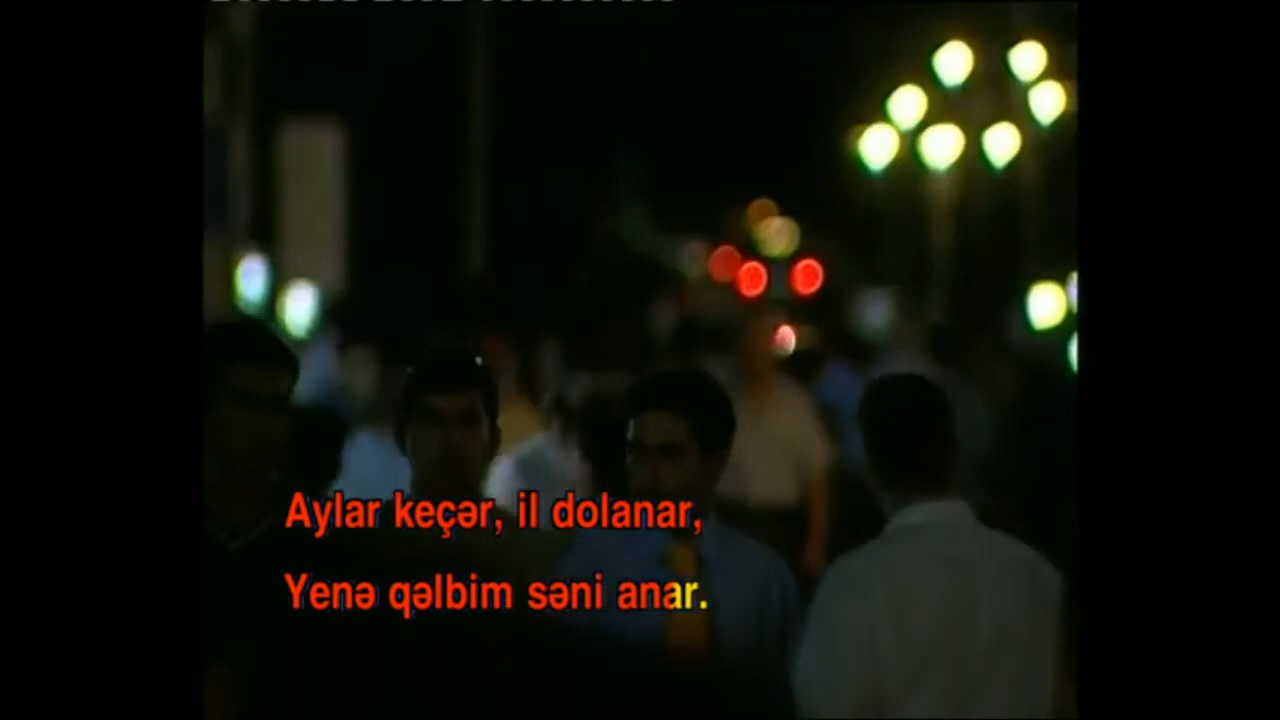 Aylar keçər, il dolanar,
Yenə qəlbim səni anar.